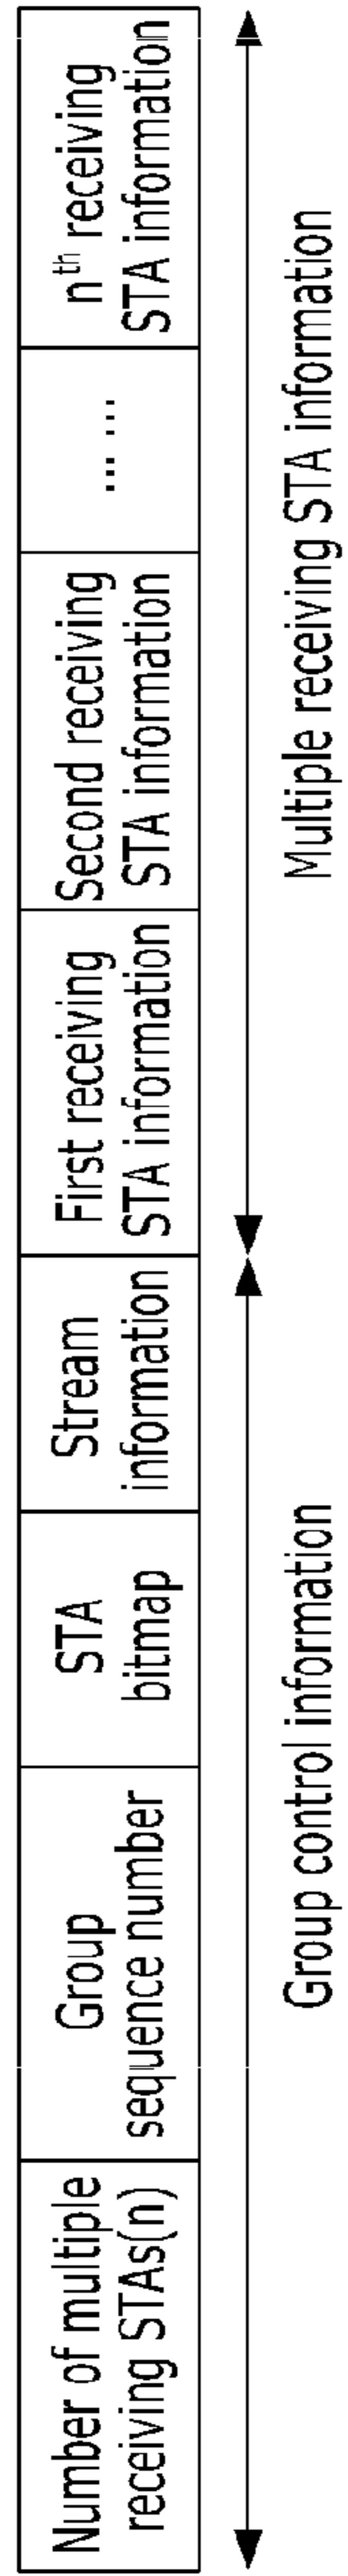 Number of multiple
receiving STAs(n)
Group
sequence number
STA
bitmap
Stream
information
First receiving
STA information
Second receiving
STA information
... ...
nth receiving
STA information
Group control information
Multiple receiving STA information